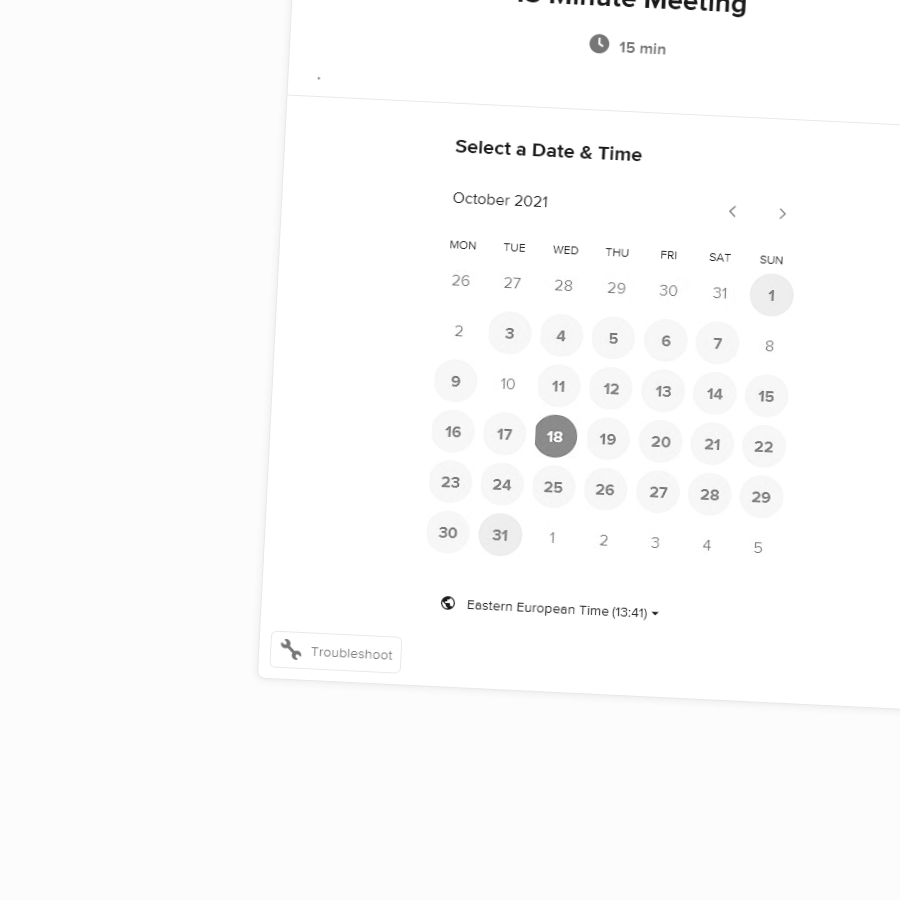 Minute Meeting
15 min
.
Select a Date & Time
October 2021
MON TUE WED THU FRI SAT SUN
26 27 28 29 30 31 1
2 3 4 5 6 7 8
9 10 11 12 13 14 15
16 17 18 19 20 21 22
23 24 25 26 27 28 29
30 31 1 2 3 4 5
Eastern European Time (13:41)
Troubleshoot